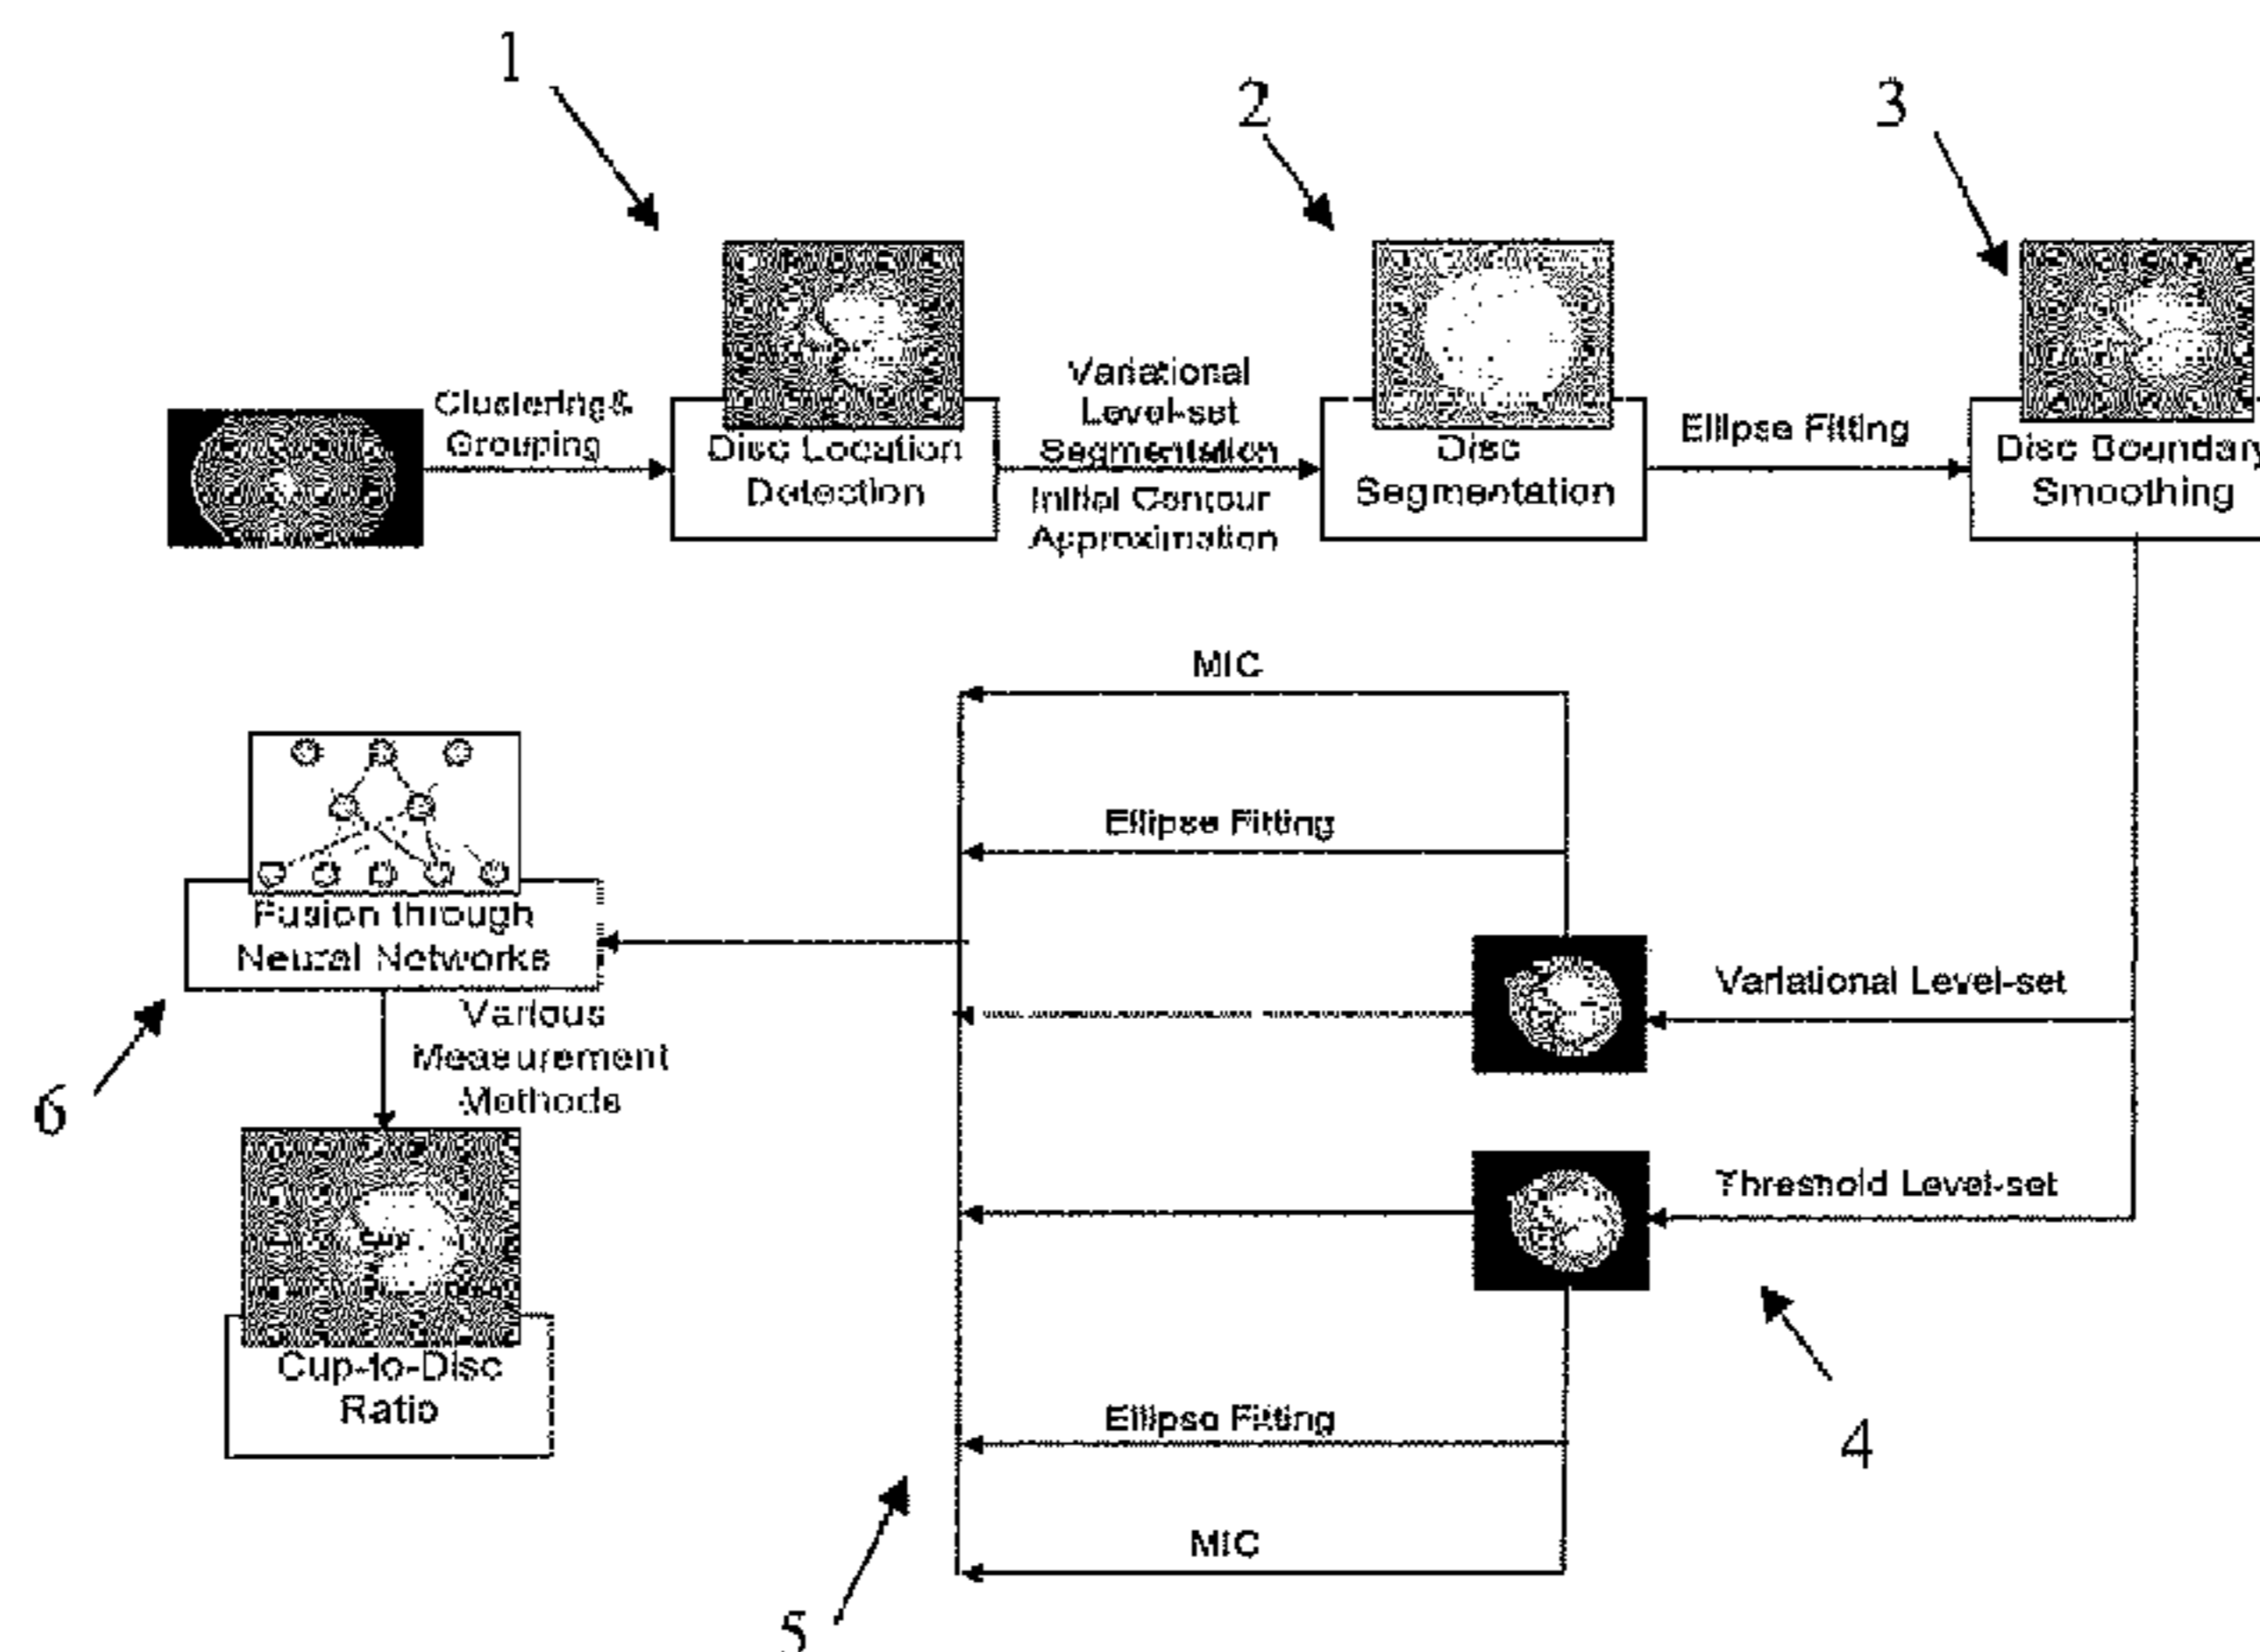 1
2
3
Clustering&
Grouping
Disc Location
Detection
Variational
Level-set
Segmentation
Initial Contour
Approximation
Disc
Segmentation
Ellipse Fitting
Disc Boundary
Smoothing
MIC
Ellipse Fitting
Fusion through
Neural Networks
Variational Level-set
Various
Measurement
Methods
6
Threshold Level-set
Cup
Cup-to-Disc
Ratio
Ellipse Fitting
4
MIC
5